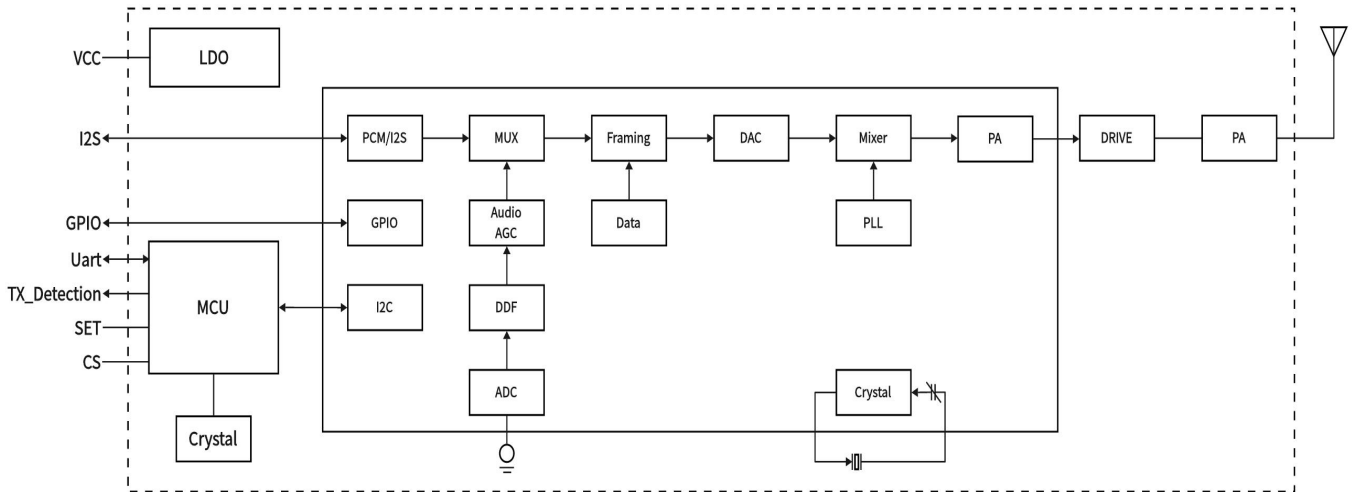 VCC
LDO
I2S
PCM/I2S
MUX
Framing
DAC
Mixer
PA
DRIVE
PA
GPIO
GPIO
Audio
AGC
Data
PLL
Uart
TX_Detection
MCU
I2C
DDF
SET
CS
ADC
Crystal
Crystal